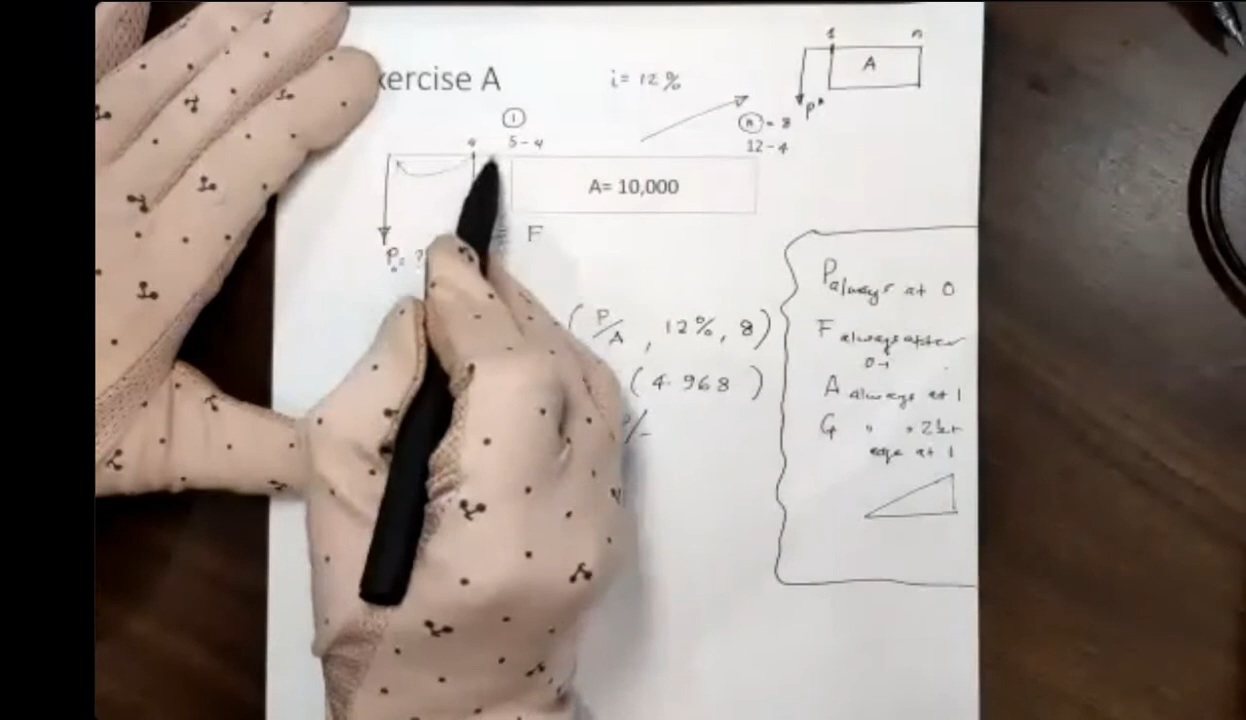 xercise A
i = 12%
1 n
A
P*
1
n = 8
4 5-4
12-4
A= 10,000
P₀ = ?
F
(P/A, 12%, 8)
(4.968)
/-
P always at 0
F always after
0→
A always at 1
G " "
edge at 1